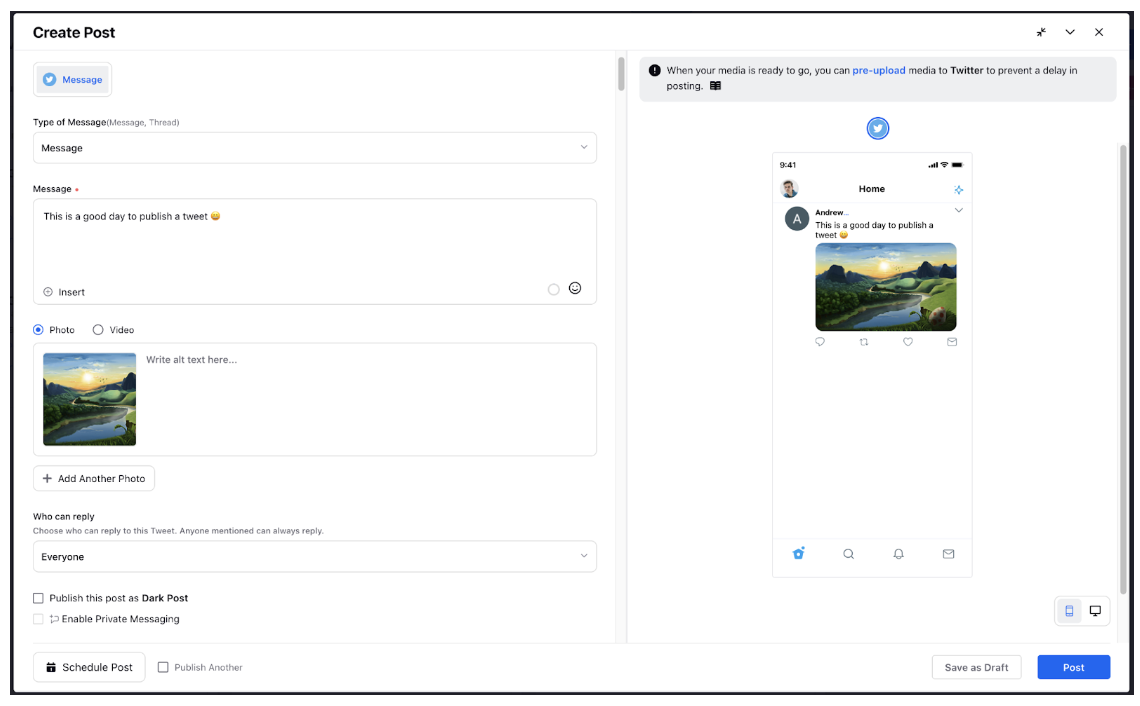 Create Post
Message
Type of Message(Message, Thread)
Message
Message •
This is a good day to publish a tweet 😀
Insert
Photo
Video
Write alt text here...
Add Another Photo
Who can reply
Choose who can reply to this Tweet. Anyone mentioned can always reply.
Everyone
Publish this post as Dark Post
Enable Private Messaging
Schedule Post
Publish Another
When your media is ready to go, you can pre-upload media to Twitter to prevent a delay in
posting.
9:41
Home
A
Andrew...
This is a good day to publish a
tweet 😀
Save as Draft
Post